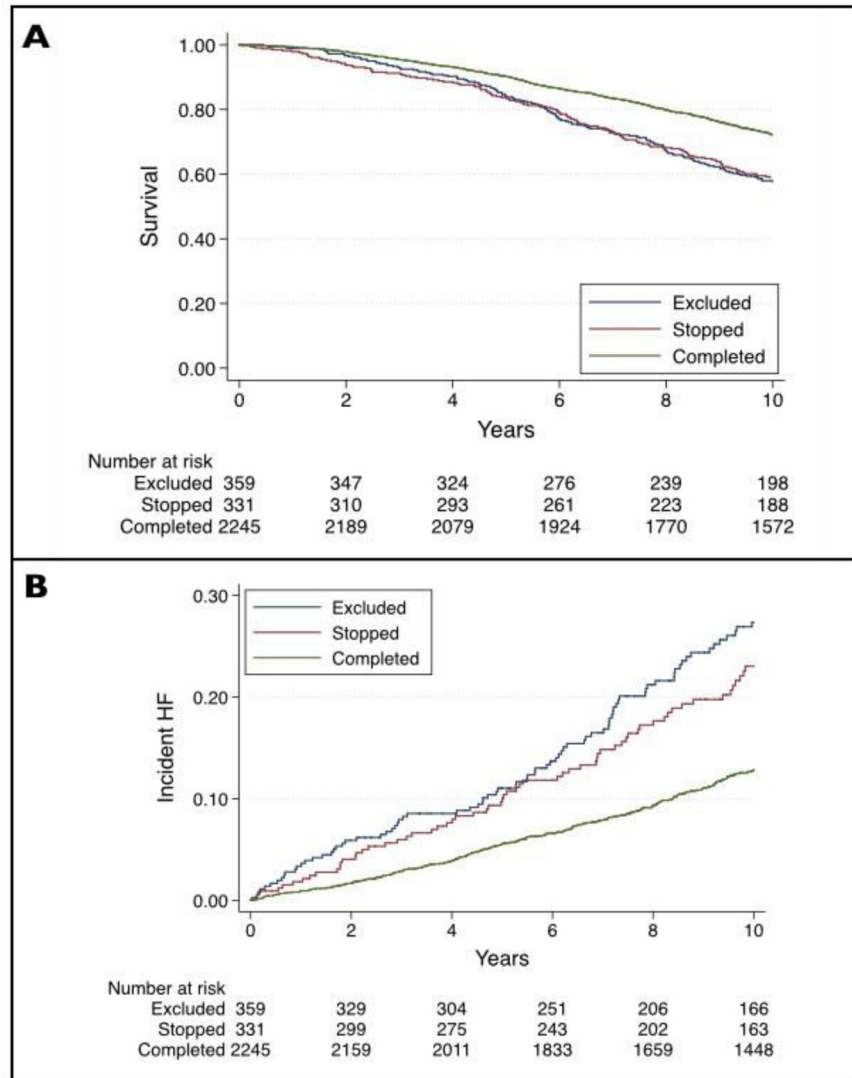 A
1.00
0.80
0.60
0.40
0.20
0.00
Survival
Excluded
Stopped
Completed
0 2 4 6 8 10
Years
Number at risk
Excluded 359 347 324 276 239 198
Stopped 331 310 293 261 223 188
Completed 2245 2189 2079 1924 1770 1572
B
0.30
0.20
0.10
0.00
Incident HF
Excluded
Stopped
Completed
0 2 4 6 8 10
Years
Number at risk
Excluded 359 329 304 251 206 166
Stopped 331 299 275 243 202 163
Completed 2245 2159 2011 1833 1659 1448